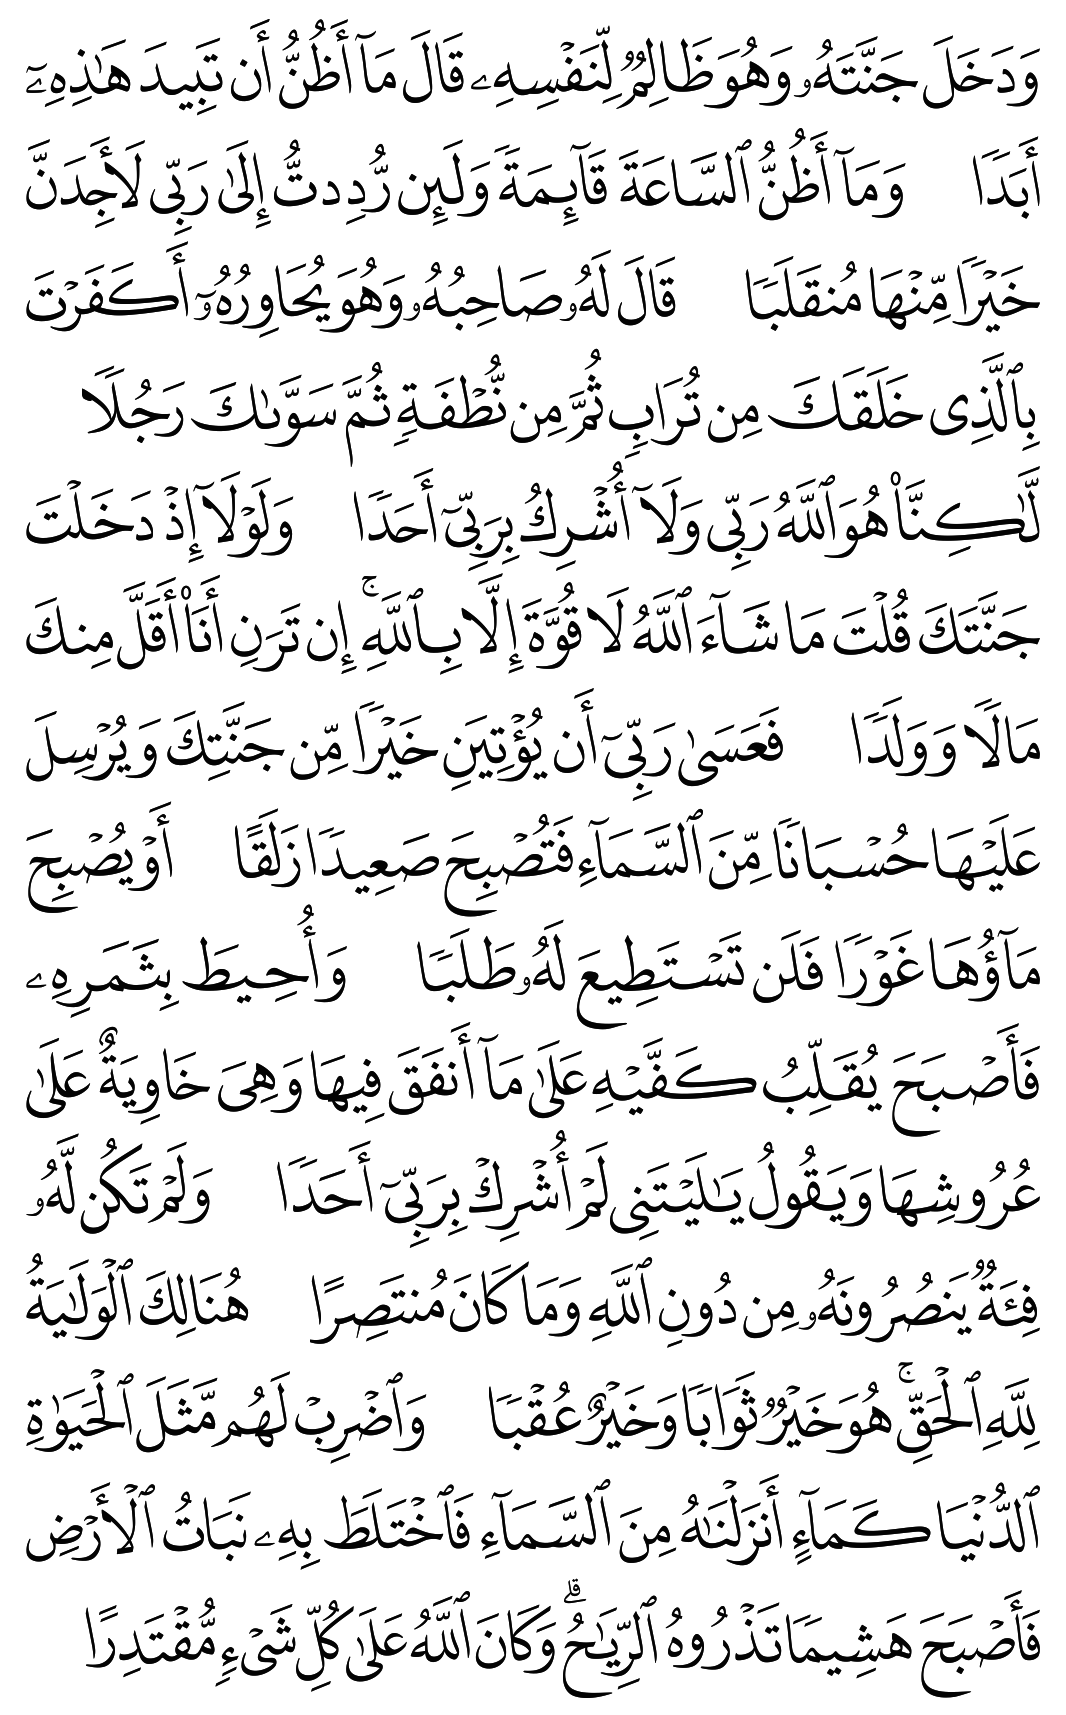 وَدَخَلَ جَنَّتَهُۥ وَهُوَ ظَالِمٌ لِّنَفْسِهِۦ قَالَ مَآ أَظُنُّ أَن تَبِيدَ هَٰذِهِۦٓ
أَبَدًا وَمَآ أَظُنُّ ٱلسَّاعَةَ قَآئِمَةً وَلَئِن رُّدِدتُّ إِلَىٰ رَبِّى لَأَجِدَنَّ
خَيْرًا مِّنْهَا مُنقَلَبًا قَالَ لَهُۥ صَاحِبُهُۥ وَهُوَ يُحَاوِرُهُۥٓ أَكَفَرْتَ
بِٱلَّذِى خَلَقَكَ مِن تُرَابٍ ثُمَّ مِن نُّطْفَةٍ ثُمَّ سَوَّىٰكَ رَجُلًا
لَّٰكِنَّا۠ هُوَ ٱللَّهُ رَبِّى وَلَآ أُشْرِكُ بِرَبِّىٓ أَحَدًا وَلَوْلَآ إِذْ دَخَلْتَ
جَنَّتَكَ قُلْتَ مَا شَآءَ ٱللَّهُ لَا قُوَّةَ إِلَّا بِٱللَّهِ ۚ إِن تَرَنِ أَنَا۠ أَقَلَّ مِنكَ
مَالًا وَوَلَدًا فَعَسَىٰ رَبِّىٓ أَن يُؤْتِيَنِ خَيْرًا مِّن جَنَّتِكَ وَيُرْسِلَ
عَلَيْهَا حُسْبَانًا مِّنَ ٱلسَّمَآءِ فَتُصْبِحَ صَعِيدًا زَلَقًا أَوْ يُصْبِحَ
مَآؤُهَا غَوْرًا فَلَن تَسْتَطِيعَ لَهُۥ طَلَبًا وَأُحِيطَ بِثَمَرِهِۦ
فَأَصْبَحَ يُقَلِّبُ كَفَّيْهِ عَلَىٰ مَآ أَنفَقَ فِيهَا وَهِىَ خَاوِيَةٌ عَلَىٰ
عُرُوشِهَا وَيَقُولُ يَٰلَيْتَنِى لَمْ أُشْرِكْ بِرَبِّىٓ أَحَدًا وَلَمْ تَكُن لَّهُۥ
فِئَةٌ يَنصُرُونَهُۥ مِن دُونِ ٱللَّهِ وَمَا كَانَ مُنتَصِرًا هُنَالِكَ ٱلْوَلَٰيَةُ
لِلَّهِ ٱلْحَقِّ ۚ هُوَ خَيْرٌ ثَوَابًا وَخَيْرٌ عُقْبًا وَٱضْرِبْ لَهُم مَّثَلَ ٱلْحَيَوٰةِ
ٱلدُّنْيَا كَمَآءٍ أَنزَلْنَٰهُ مِنَ ٱلسَّمَآءِ فَٱخْتَلَطَ بِهِۦ نَبَاتُ ٱلْأَرْضِ
فَأَصْبَحَ هَشِيمًا تَذْرُوهُ ٱلرِّيَٰحُ ۗ وَكَانَ ٱللَّهُ عَلَىٰ كُلِّ شَىْءٍ مُّقْتَدِرًا